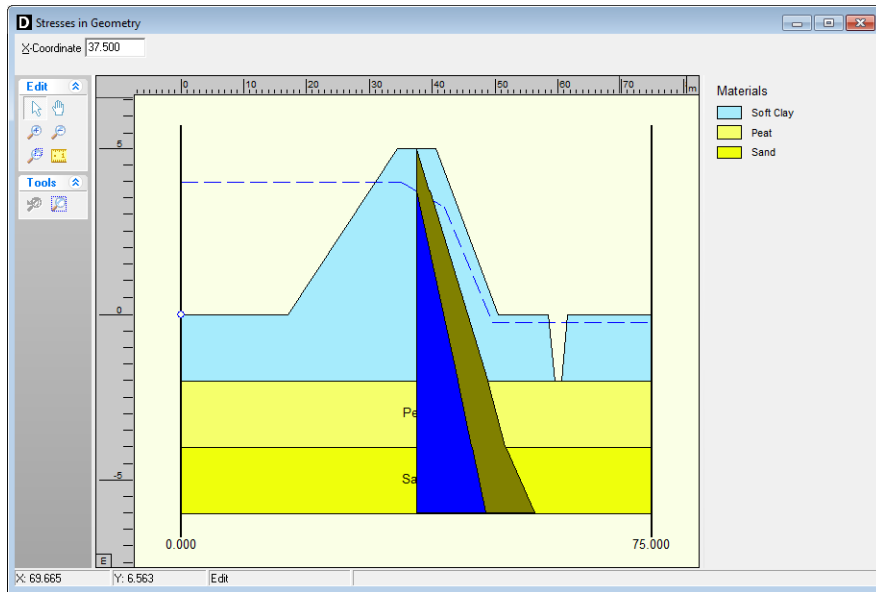 D Stresses in Geometry
X-Coordinate 37.500
Edit
Tools
0 10 20 30 40 50 60 70 m
5
0
-5
E
Pe
Sa
0.000 75.000
Materials
Soft Clay
Peat
Sand
X: 69.665 Y: 6.563 Edit